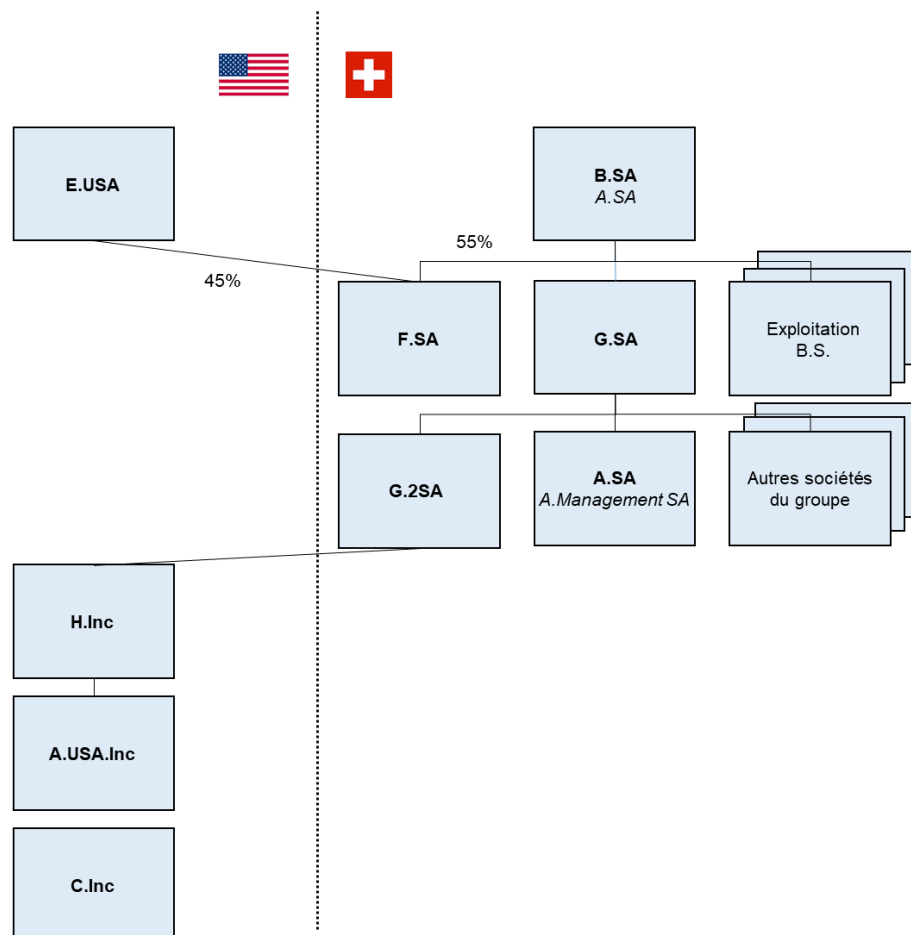 E.USA
B.SA
A.SA
55%
45%
F.SA
G.SA
Exploitation
B.S.
G.2SA
A.SA
A.Management SA
Autres sociétés
du groupe
H.Inc
A.USA.Inc
C.Inc